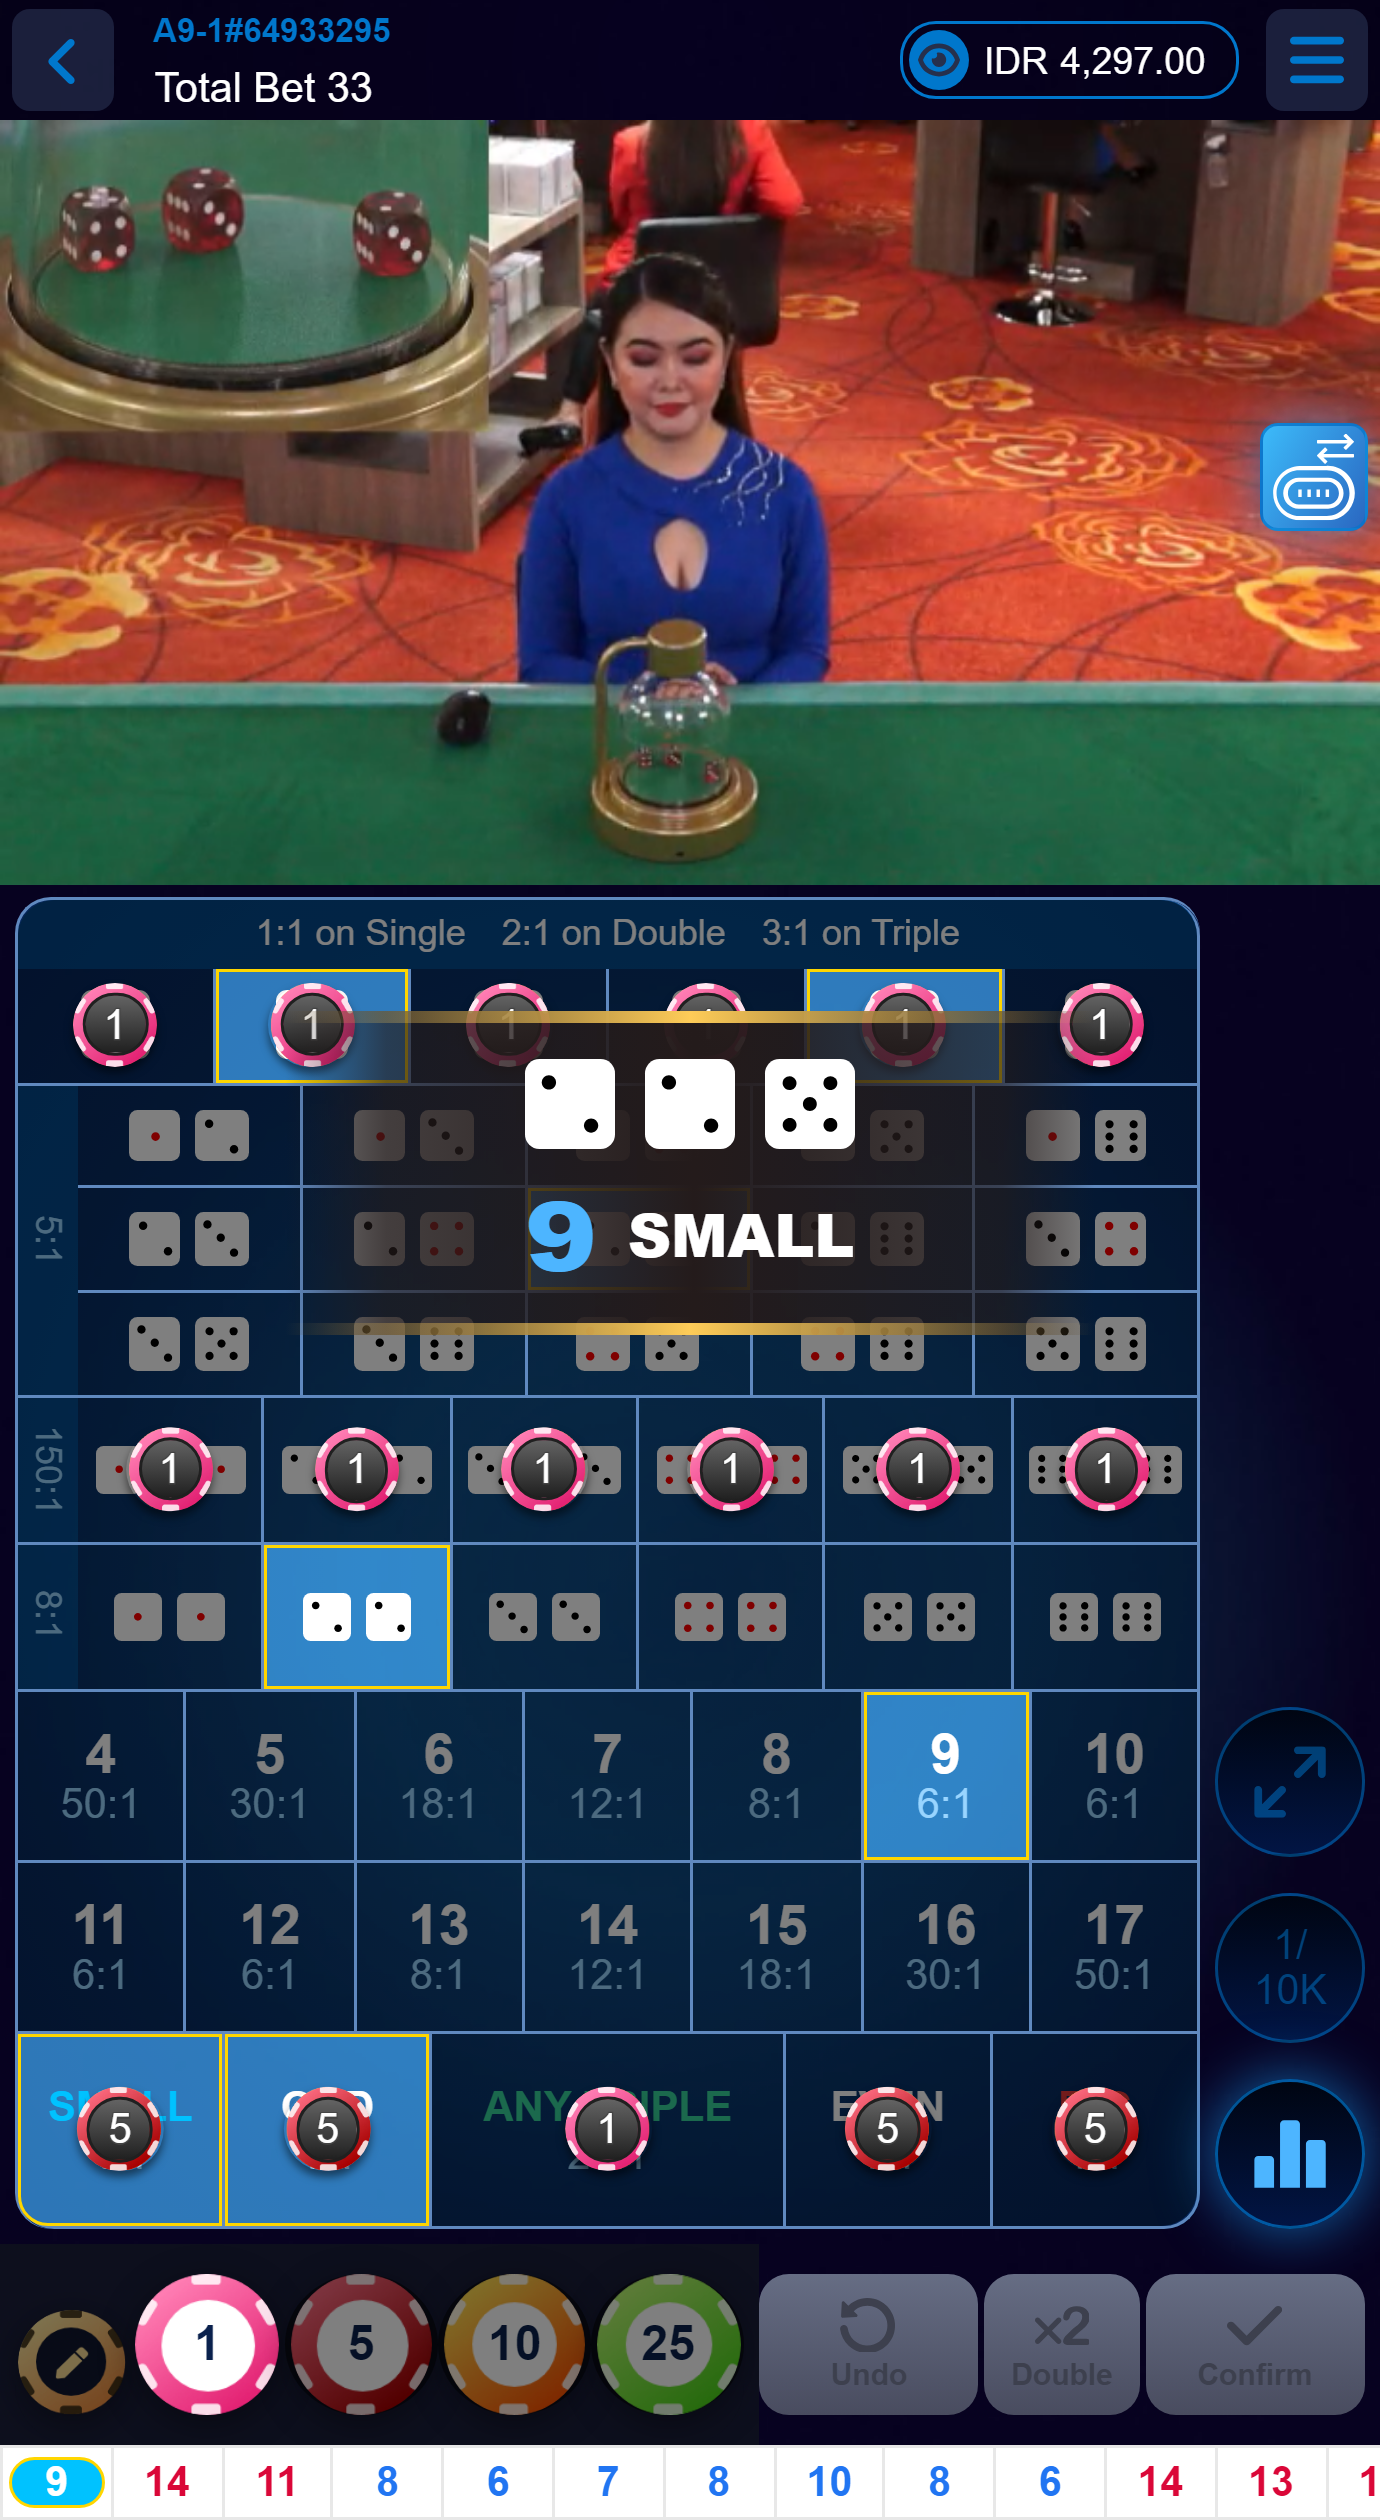 A9-1#64933295
Total Bet 33
IDR 4,297.00
1:1 on Single 2:1 on Double 3:1 on Triple
1 1 1 1 1 1
9 SMALL
5:1
150:1
1 1 1 1 1 1
8:1
4 5 6 7 8 9 10
50:1 30:1 18:1 12:1 8:1 6:1 6:1
11 12 13 14 15 16 17
6:1 6:1 8:1 12:1 18:1 30:1 50:1
1/
10K
5 5 1 5 5
1 5 10 25
x2
Undo Double Confirm
9 14 11 8 6 7 8 10 8 6 14 13